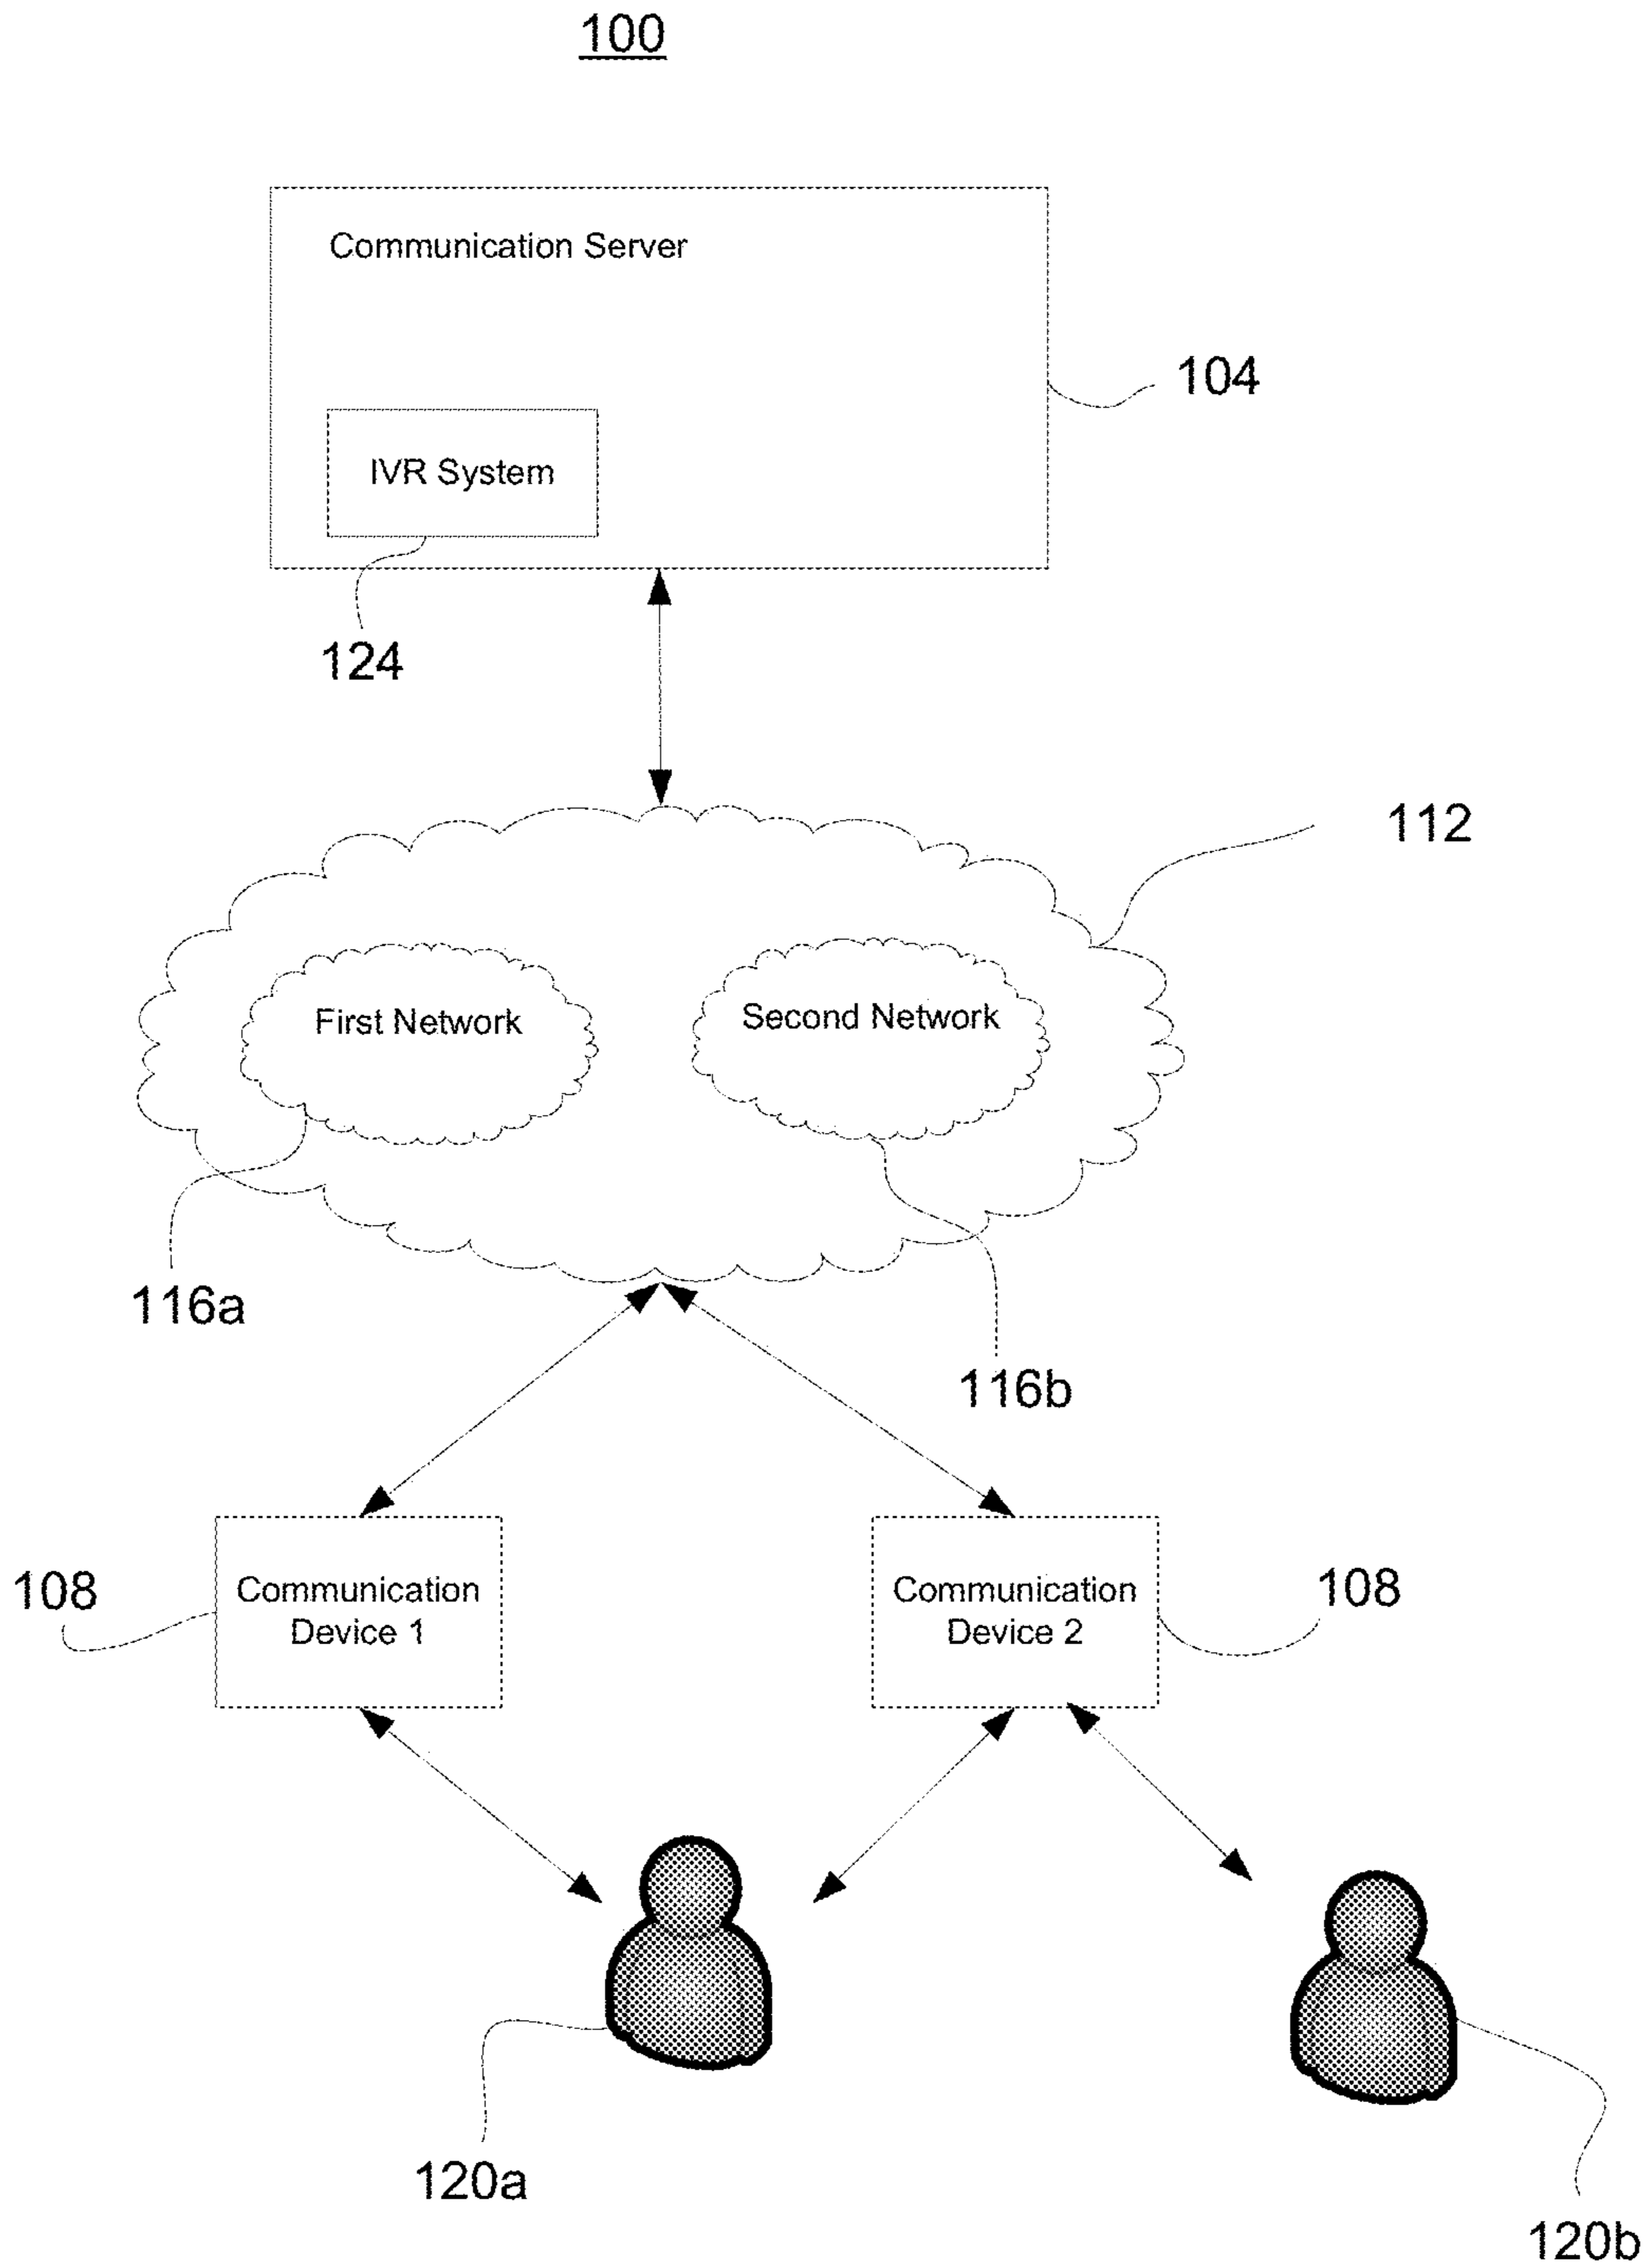 100
Communication Server
104
IVR System
124
112
First Network
Second Network
116a
116b
108
Communication
Device 1
Communication
Device 2
108
120a
120b